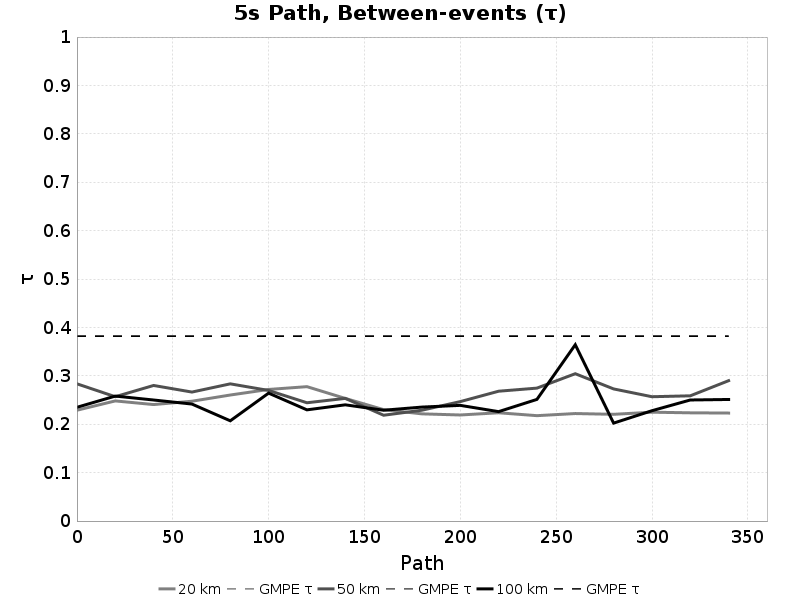 5s Path, Between-events (τ)
1
0.9
0.8
0.7
0.6
0.5
0.4
0.3
0.2
0.1
0
τ
0 50 100 150 200 250 300 350
Path
20 km GMPE τ 50 km GMPE τ 100 km GMPE τ